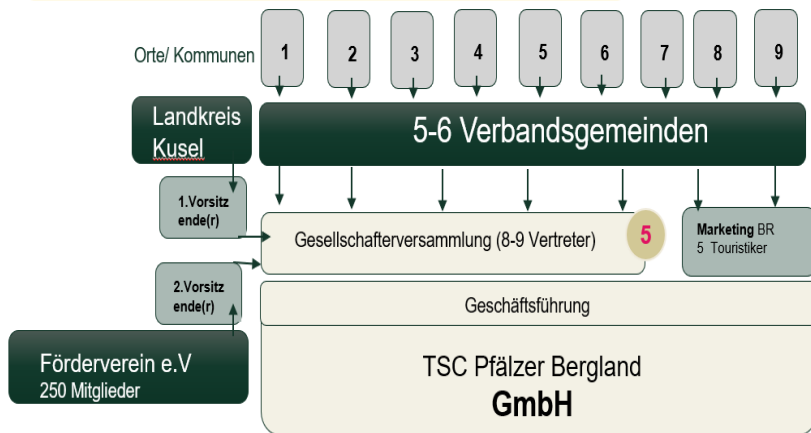 Orte/ Kommunen 1 2 3 4 5 6 7 8 9
Landkreis
Kusel
5-6 Verbandsgemeinden
1.Vorsitz
ende(r)
Gesellschafterversammlung (8-9 Vertreter)
5
Marketing BR
5 Touristiker
2.Vorsitz
ende(r)
Geschäftsführung
Förderverein e.V
250 Mitglieder
TSC Pfälzer Bergland
GmbH